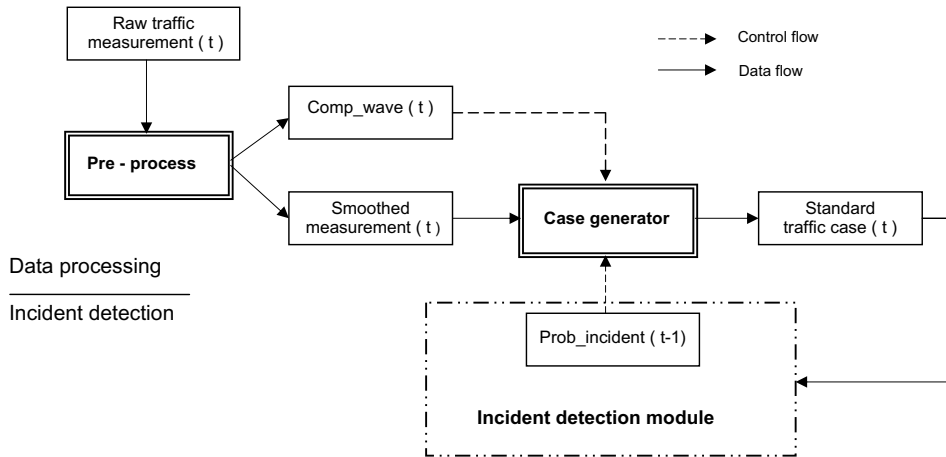 Raw traffic
measurement ( t )
Control flow
Data flow
Comp_wave ( t )
Pre - process
Smoothed
measurement ( t )
Case generator
Standard
traffic case ( t )
Data processing
Incident detection
Prob_incident ( t-1)
Incident detection module